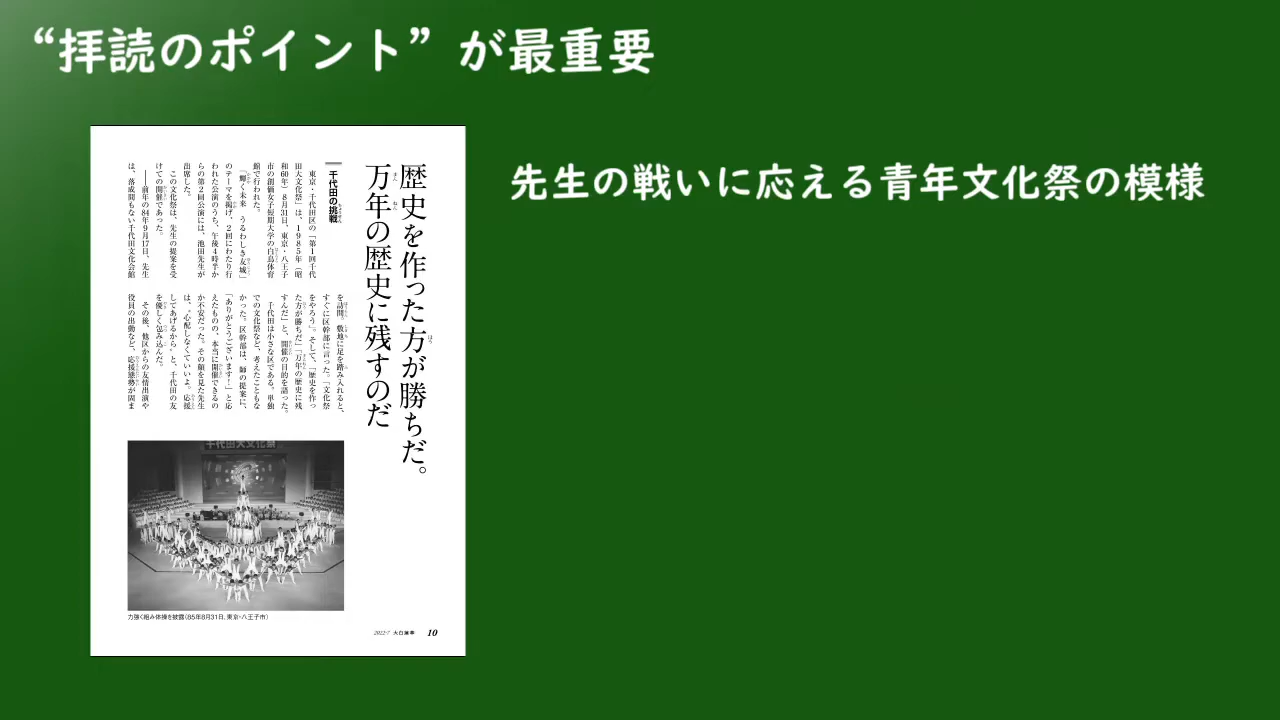 “拝読のポイント”が最重要
先生の戦いに応える青年文化祭の模様
歴史を作った方が勝ちだ。
万年の歴史に残すのだ
千代田の挑戦
東京・千代田区の「第１回千代
田大文化祭」は、１９８５年（昭
和60年）８月31日、東京・八王子
市の創価女子短期大学の白鳥体育
館で行われた。
「輝く未来 うるわしき友城」
のテーマを掲げ、２回にわたり行
われた公演のうち、午後４時半か
らの第２回公演には、池田先生が
出席した。
この文化祭は、先生の提案を受
けての開催であった。
――前年の84年９月17日、先生
は、落成間もない千代田文化会館
を訪問。敷地に足を踏み入れると、
すぐに区幹部に言った。「文化祭
をやろう」。そして、「歴史を作っ
た方が勝ちだ」「万年の歴史に残
すんだ」と、開催の目的を語った。
千代田は小さな区である。単独
での文化祭など、考えたこともな
かった。区幹部は、師の提案に、
「ありがとうございます！」と応
えたものの、本当に開催できるの
か不安だった。その顔を見た先生
は、“心配しなくていいよ。応援
してあげるから”と、千代田の友
を優しく包み込んだ。
その後、他区からの友情出演や
役員の出動など、応援態勢が固ま
千代田大文化祭
力強く組み体操を披露（85年8月31日、東京・八王子市）
2022・7 大白蓮華 10